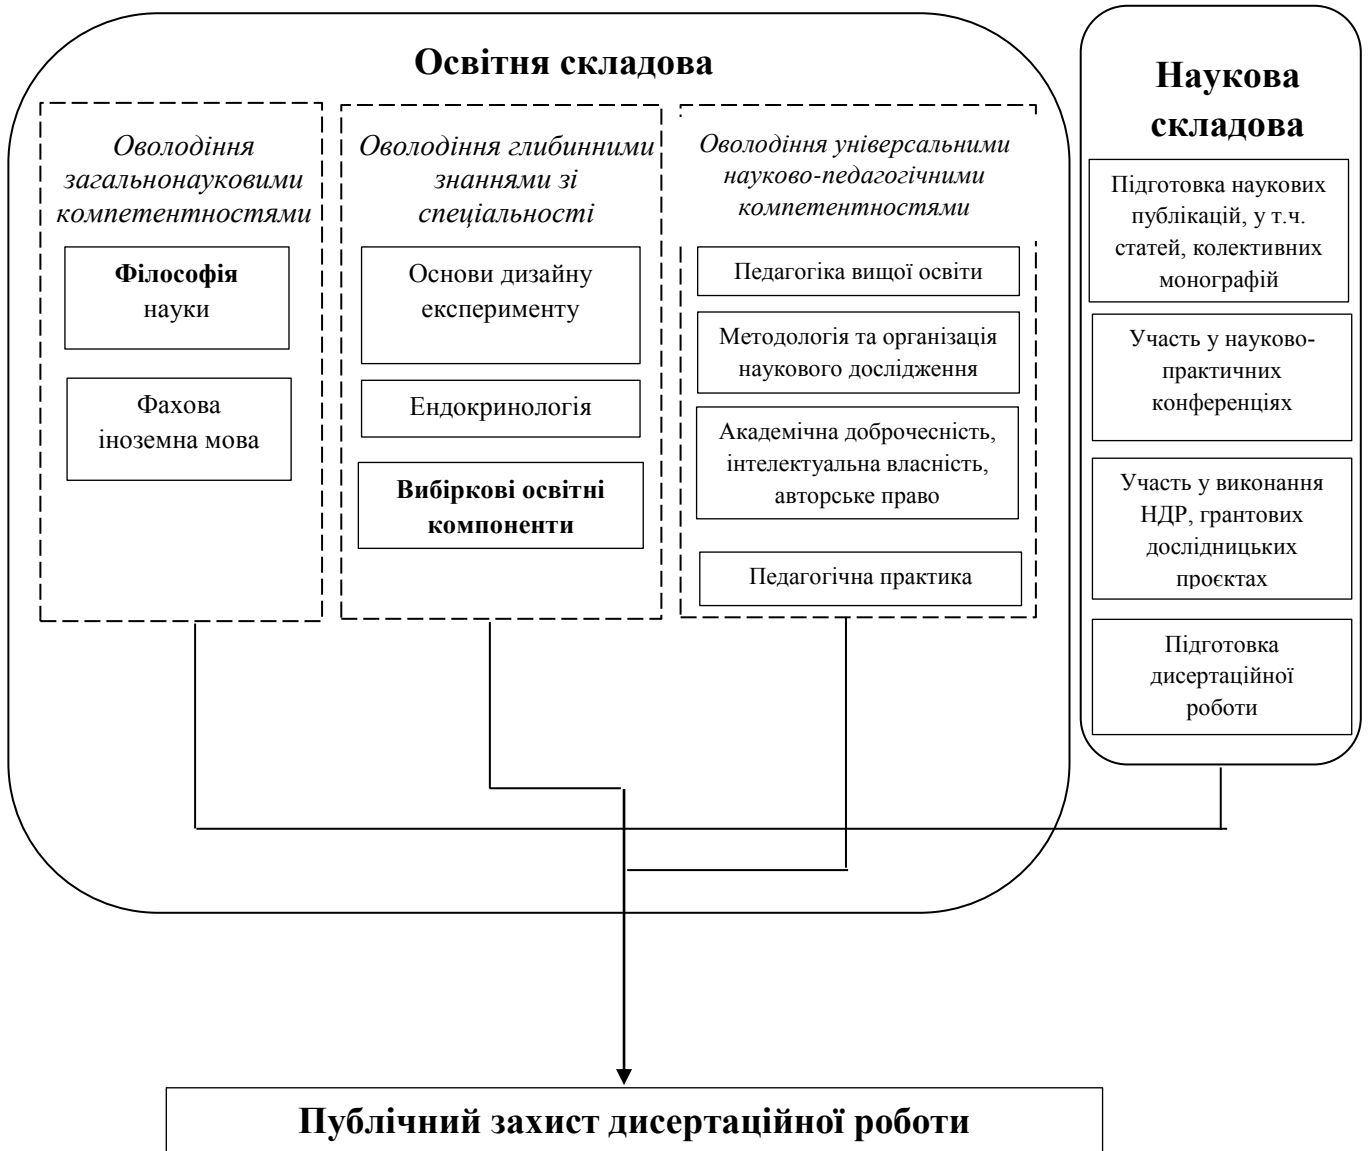 Освітня складова
Оволодіння
загальнонауковими
компетентностями
Філософія
науки
Фахова
іноземна мова
Оволодіння глибинними
знаннями зі
спеціальності
Основи дизайну
експерименту
Ендокринологія
Вибіркові освітні
компоненти
Оволодіння універсальними
науково-педагогічними
компетентностями
Педагогіка вищої освіти
Методологія та організація
наукового дослідження
Академічна доброчесність,
інтелектуальна власність,
авторське право
Педагогічна практика
Наукова
складова
Підготовка наукових
публікацій, у т.ч.
статей, колективних
монографій
Участь у науково-
практичних
конференціях
Участь у виконання
НДР, грантових
дослідницьких
проєктах
Підготовка
дисертаційної
роботи
Публічний захист дисертаційної роботи